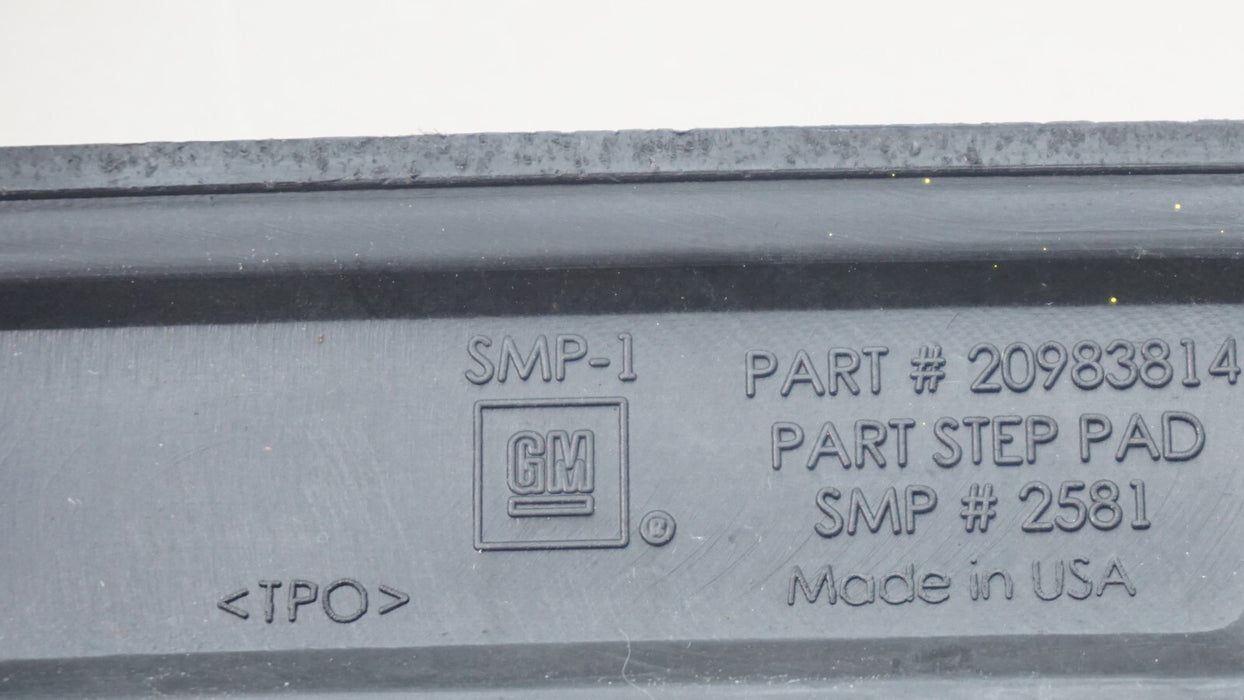 SMP-1
GM
®
<TPO>
PART # 20983814
PART STEP PAD
SMP # 2581
Made in USA